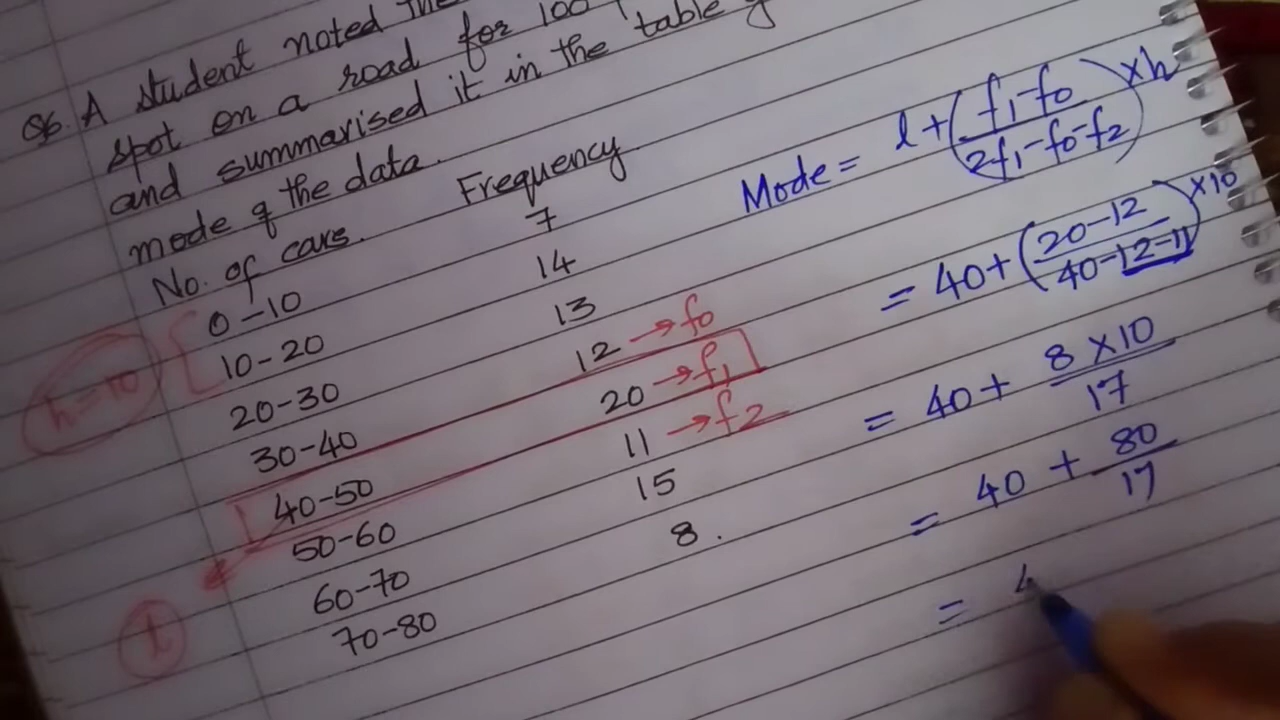 Q6. A student noted the
spot on a road for 100
and summarised it in the table
mode of the data.
No. of cars. Frequency
0-10 7
10-20 14
20-30 13
30-40 12 → f0
40-50 20 → f1
50-60 11 → f2
60-70 15
70-80 8.
h=10
l
Mode = l + (f1-f0 / 2f1-f0-f2) × h
= 40 + (20-12 / 40-12-11) × 10
= 40 + 8 × 10 / 17
= 40 + 80 / 17
= 4